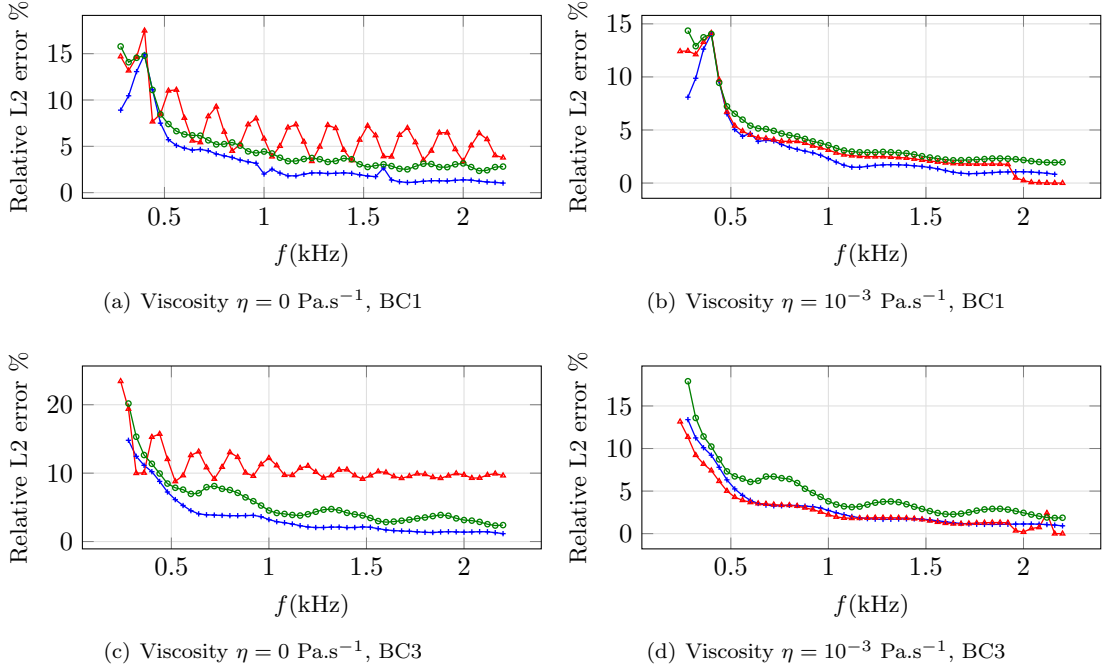 Relative L2 error %
15
10
5
0
0.5 1 1.5 2
f(kHz)
(a) Viscosity η = 0 Pa.s⁻¹, BC1
Relative L2 error %
15
10
5
0
0.5 1 1.5 2
f(kHz)
(b) Viscosity η = 10⁻³ Pa.s⁻¹, BC1
Relative L2 error %
20
10
0
0.5 1 1.5 2
f(kHz)
(c) Viscosity η = 0 Pa.s⁻¹, BC3
Relative L2 error %
15
10
5
0
0.5 1 1.5 2
f(kHz)
(d) Viscosity η = 10⁻³ Pa.s⁻¹, BC3